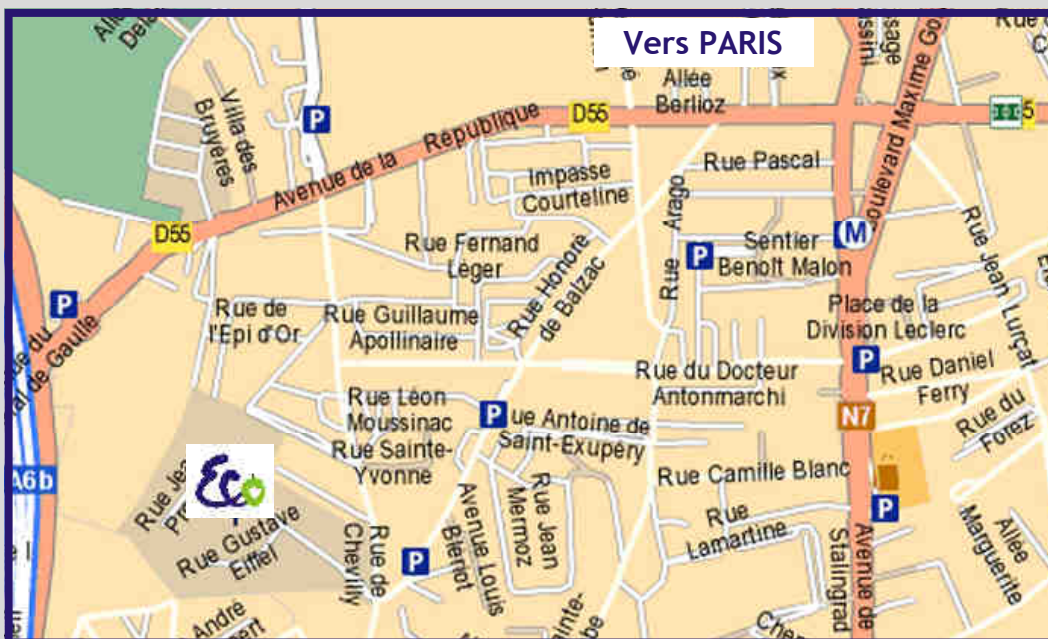 Vers PARIS
Allée
Berlioz
D55
Villa des
Bruyères
P
Avenue de la République
D55
Impasse
Courteline
Rue Pascal
Boulevard Maxime
Rue Arago
M
Rue Fernand
Léger
Rue Honoré
de Balzac
P
Sentier
Benoît Malon
Rue Jean Lurçat
P
Rue de
l'Epi d'Or
Rue Guillaume
Apollinaire
Place de la
Division Leclerc
P
Rue du Docteur
Antonmarchi
Rue Daniel
Ferry
Rue Léon
Moussinac
P
Antoine de
Saint-Exupéry
N7
Rue du
Forez
Rue Sainte-
Yvonne
A6b
Eco
Rue Camille Blanc
P
Rue Gustave
Eiffel
Rue de
Chevilly
P
Avenue Louis
Blériot
Rue Jean
Mermoz
Rue
Lamartine
Avenue de
Stalingrad
Allée
Marguerite
André